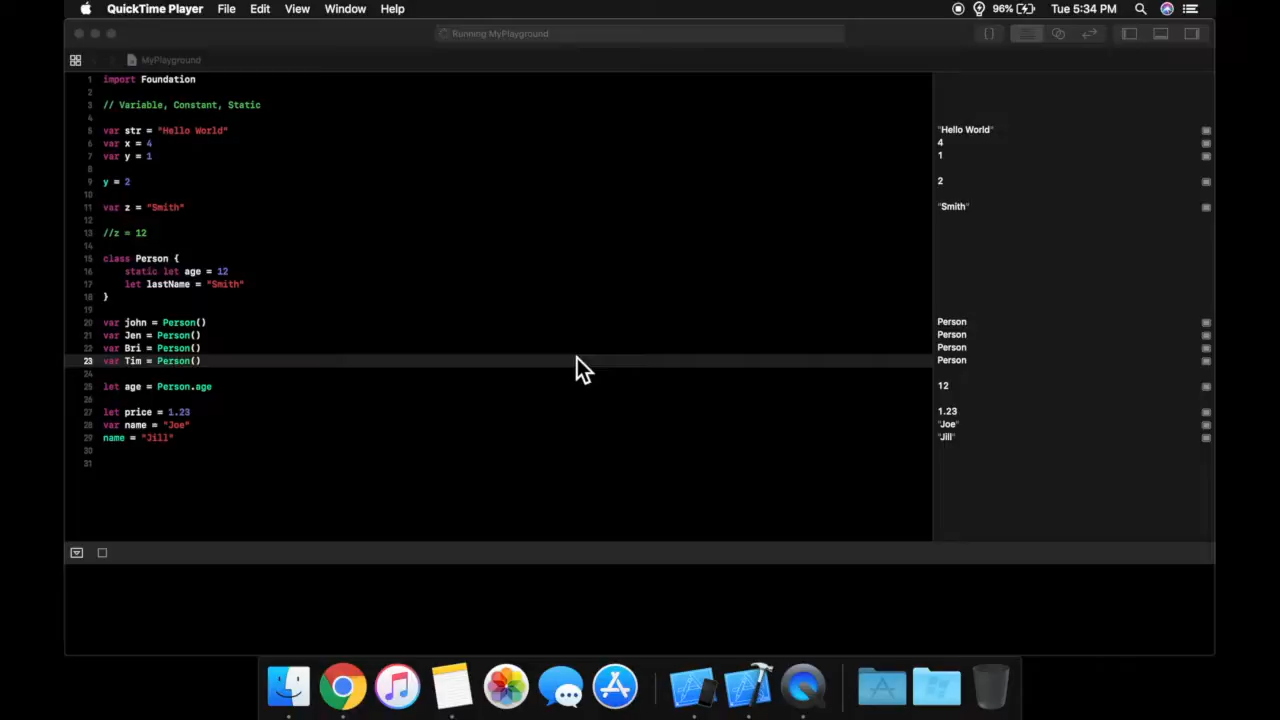 QuickTime Player File Edit View Window Help 96% Tue 5:34 PM
Running MyPlayground {}
MyPlayground
1 import Foundation
2
3 // Variable, Constant, Static
4
5 var str = "Hello World" "Hello World"
6 var x = 4 4
7 var y = 1 1
8
9 y = 2 2
10
11 var z = "Smith" "Smith"
12
13 //z = 12
14
15 class Person {
16 static let age = 12
17 let lastName = "Smith"
18 }
19
20 var john = Person() Person
21 var Jen = Person() Person
22 var Bri = Person() Person
23 var Tim = Person() Person
24
25 let age = Person.age 12
26
27 let price = 1.23 1.23
28 var name = "Joe" "Joe"
29 name = "Jill" "Jill"
30
31